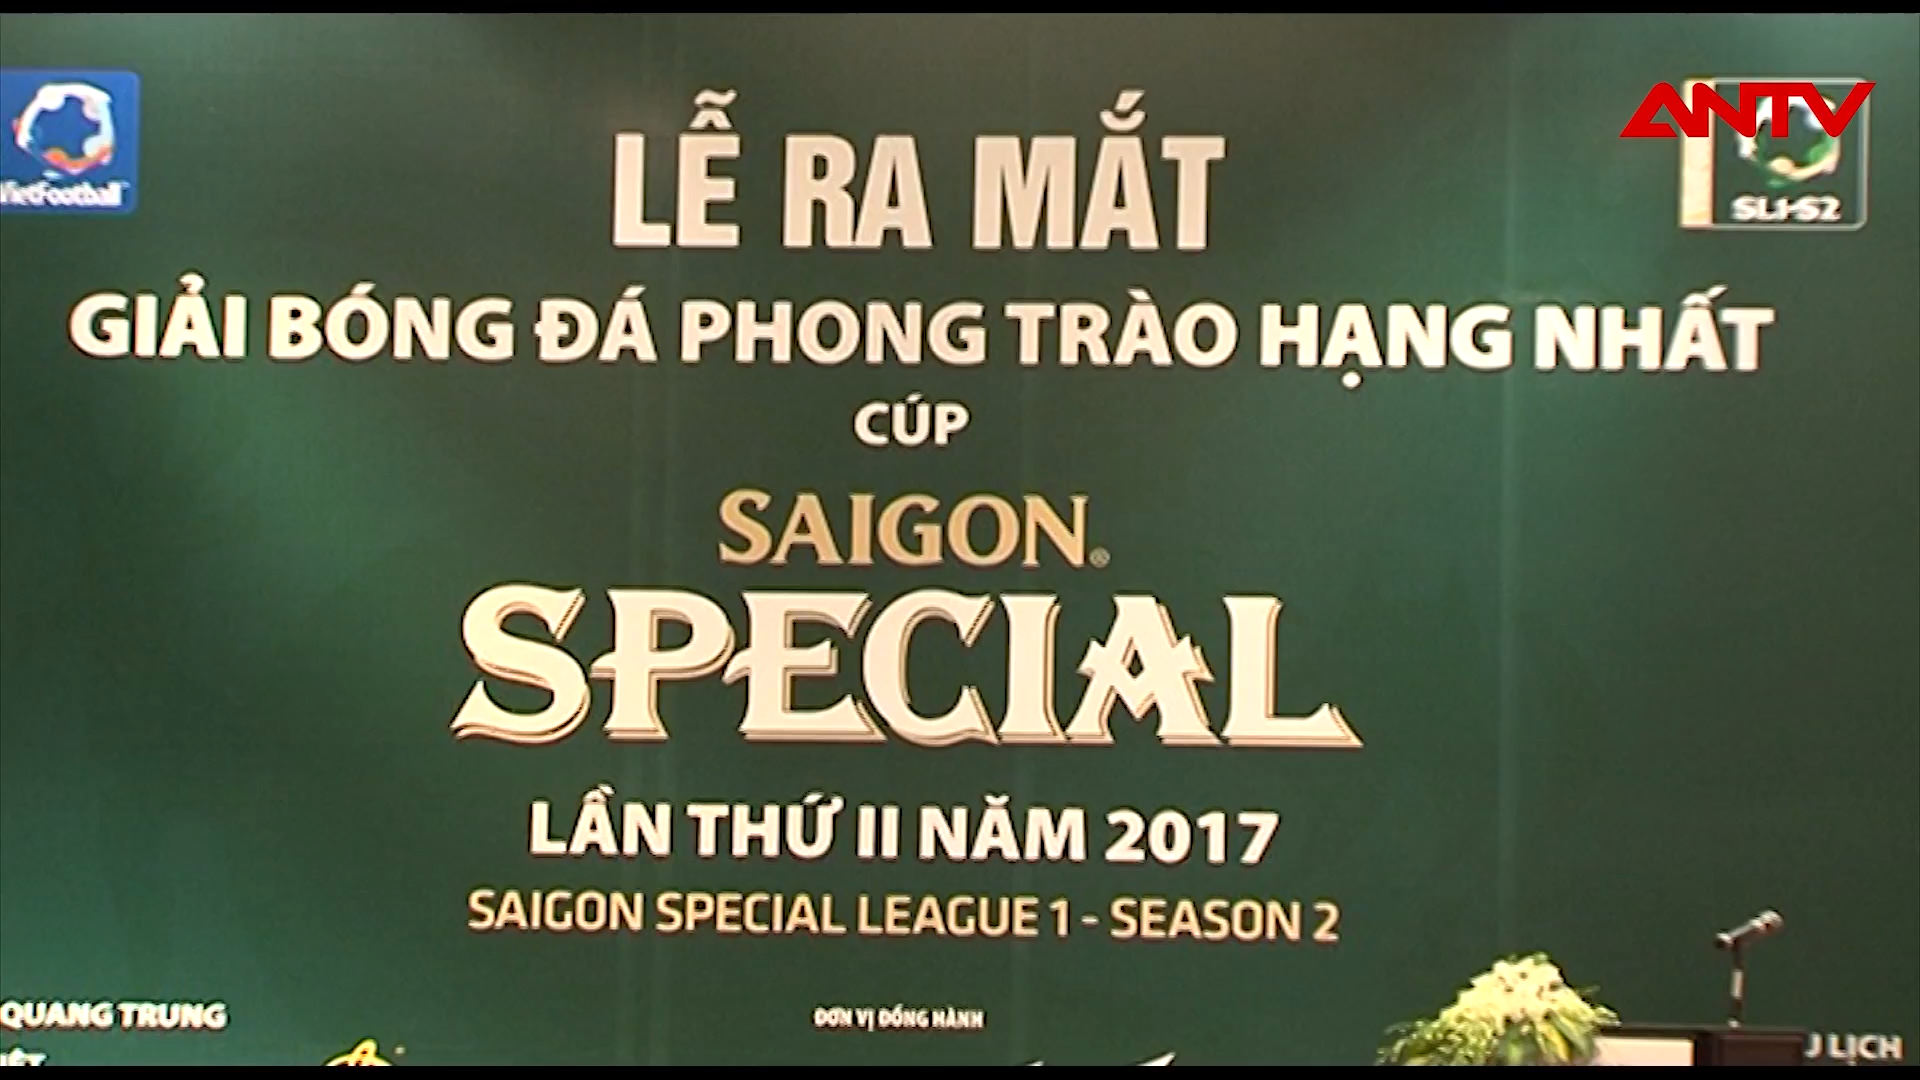 ANTV
VietFootball
SL1-S2
LỄ RA MẮT
GIẢI BÓNG ĐÁ PHONG TRÀO HẠNG NHẤT
CÚP
SAIGON®
SPECIAL
LẦN THỨ II NĂM 2017
SAIGON SPECIAL LEAGUE 1 - SEASON 2
QUANG TRUNG
ĐƠN VỊ ĐỒNG HÀNH
LỊCH